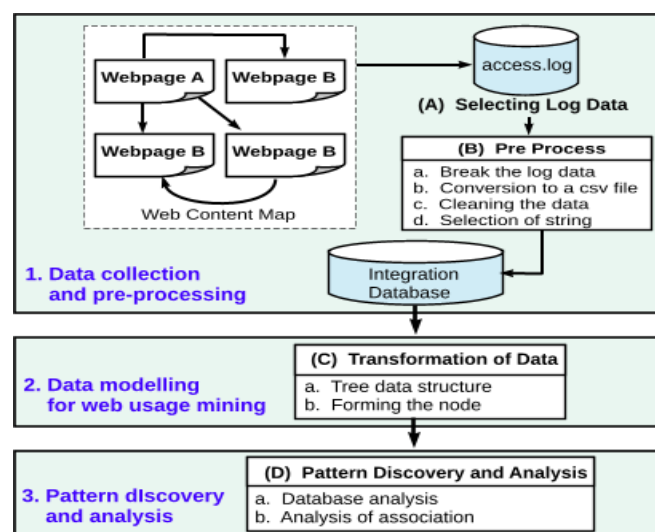 Webpage A
Webpage B
Webpage B
Webpage B
Web Content Map
access.log
(A) Selecting Log Data
(B) Pre Process
a. Break the log data
b. Conversion to a csv file
c. Cleaning the data
d. Selection of string
Integration
Database
1. Data collection
and pre-processing
(C) Transformation of Data
a. Tree data structure
b. Forming the node
2. Data modelling
for web usage mining
(D) Pattern Discovery and Analysis
a. Database analysis
b. Analysis of association
3. Pattern dIscovery
and analysis